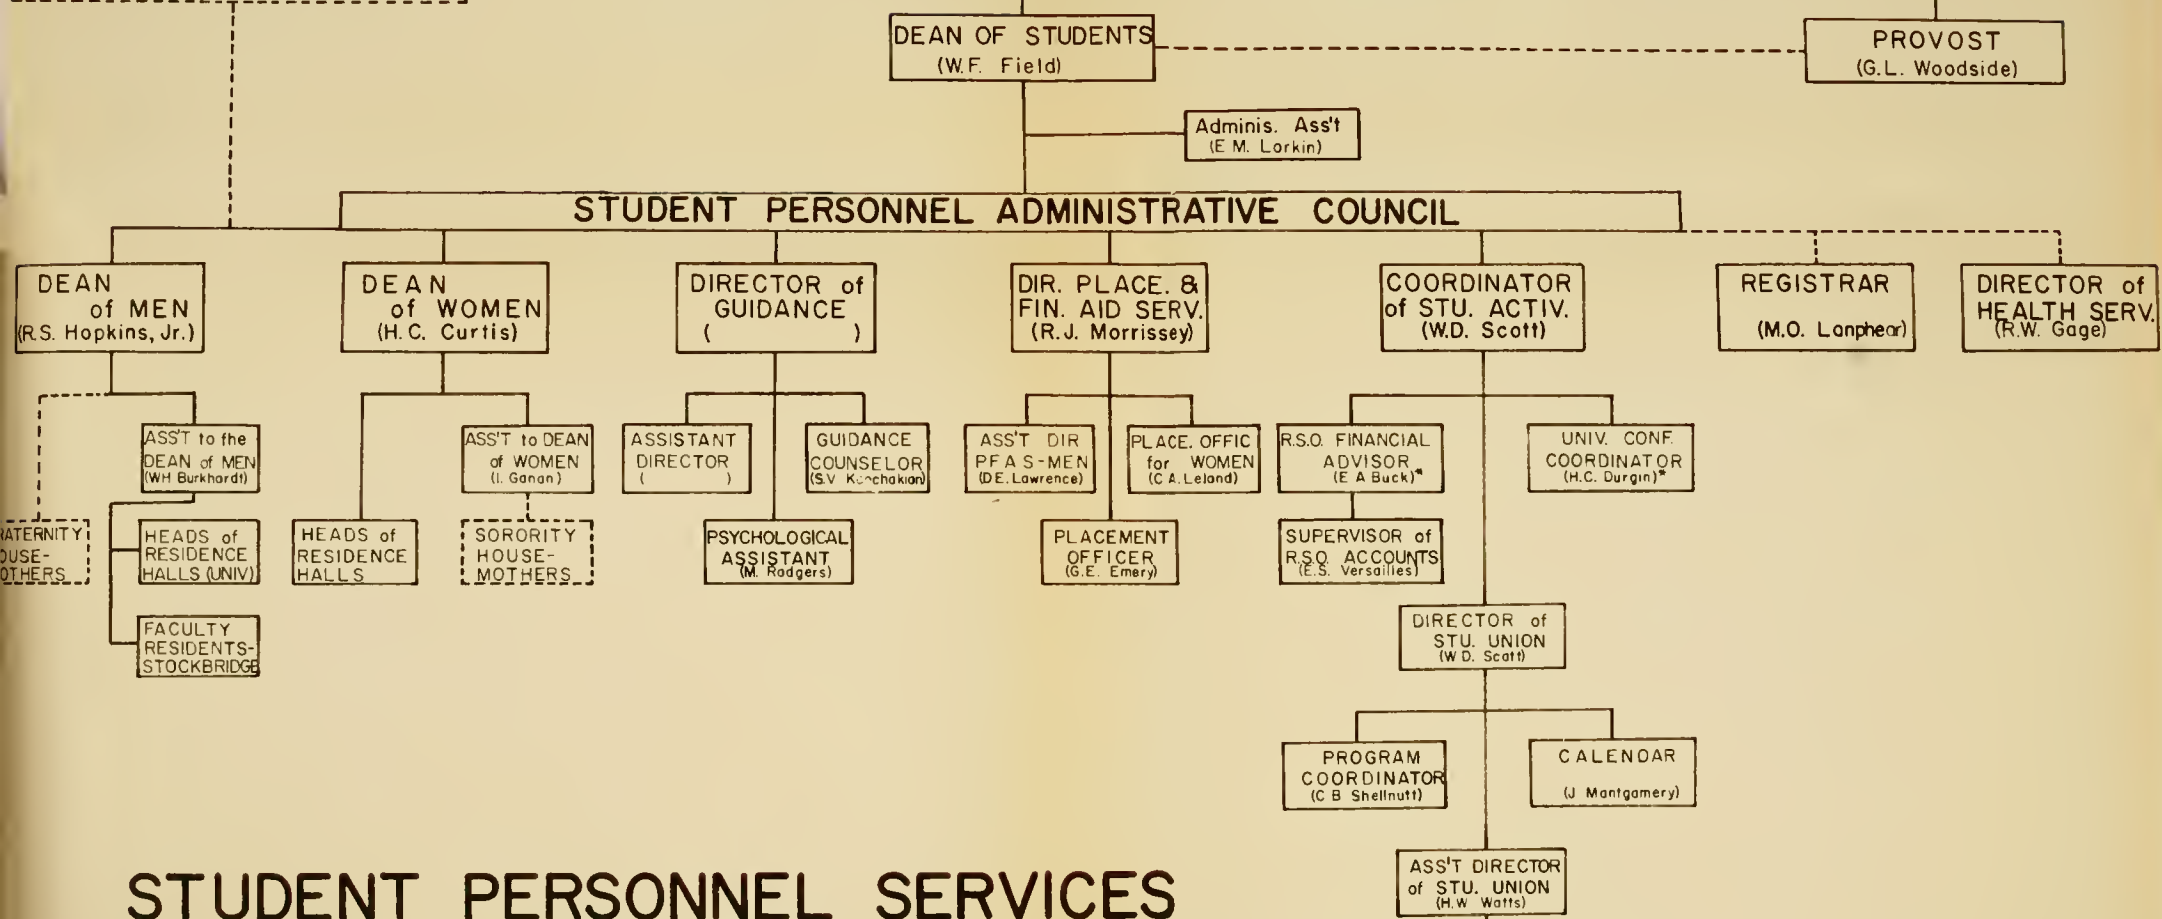 DEAN OF STUDENTS
(W.F. Field)
PROVOST
(G.L. Woodside)
Adminis. Ass't
(E M. Larkin)
STUDENT PERSONNEL ADMINISTRATIVE COUNCIL
DEAN
of MEN
(R.S. Hopkins, Jr.)
DEAN
of WOMEN
(H.C. Curtis)
DIRECTOR of
GUIDANCE
( )
DIR. PLACE. &
FIN. AID SERV.
(R.J. Morrissey)
COORDINATOR
of STU. ACTIV.
(W.D. Scott)
REGISTRAR
(M.O. Lanphear)
DIRECTOR of
HEALTH SERV.
(R.W. Gage)
ASS'T to the
DEAN of MEN
(WH Burkhardt)
ASS'T to DEAN
of WOMEN
(I. Ganan)
ASSISTANT
DIRECTOR
( )
GUIDANCE
COUNSELOR
(S.V.
ASS'T DIR
PFAS-MEN
(D.E. Lawrence)
PLACE. OFFIC
for WOMEN
(C A. Leland)
R.S.O. FINANCIAL
ADVISOR
(E A Buck)*
UNIV. CONF.
COORDINATOR
(H.C. Durgin)*
RATERNITY
OUSE-
OTHERS
HEADS of
RESIDENCE
HALLS (UNIV)
HEADS of
RESIDENCE
HALLS
SORORITY
HOUSE-
MOTHERS
PSYCHOLOGICAL
ASSISTANT
(M. Rodgers)
PLACEMENT
OFFICER
(G.E. Emery)
SUPERVISOR of
R.S.O. ACCOUNTS
(E.S. Versailles)
FACULTY
RESIDENTS-
STOCKBRIDGE
DIRECTOR of
STU. UNION
(W D. Scott)
PROGRAM
COORDINATOR
(C B Shellnutt)
CALENDAR
(J Montgomery)
ASS'T DIRECTOR
of STU. UNION
(H.W Watts)
STUDENT PERSONNEL SERVICES